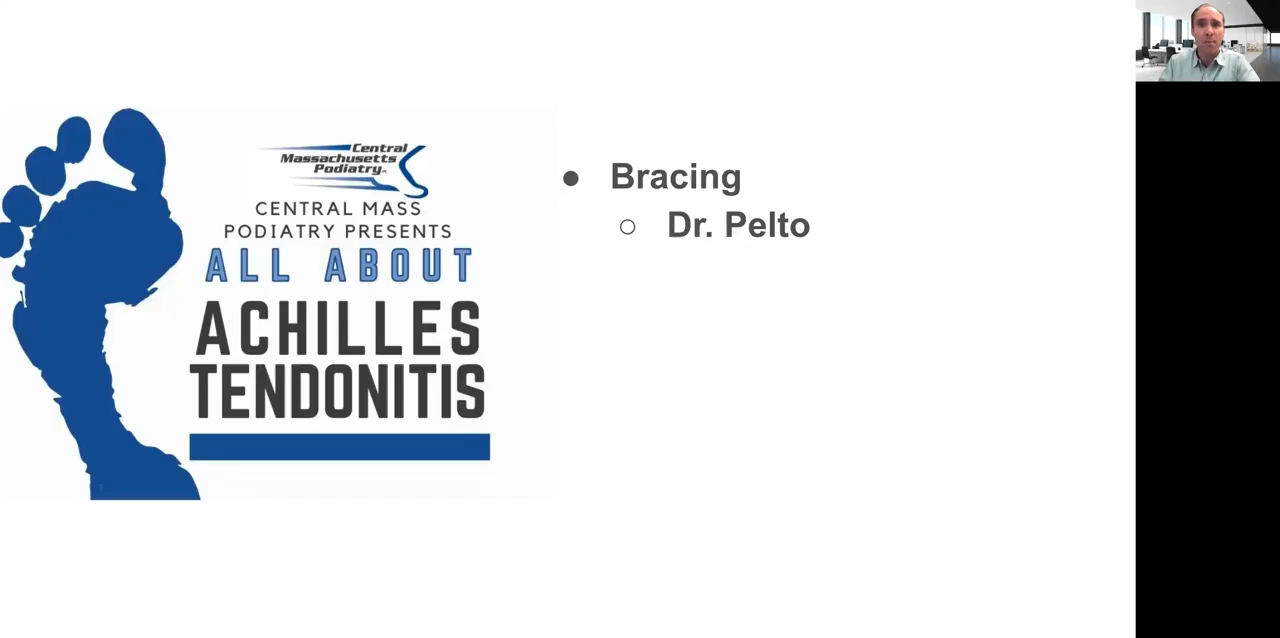 Central
Massachusetts
Podiatry
CENTRAL MASS
PODIATRY PRESENTS
ALL ABOUT
ACHILLES
TENDONITIS
● Bracing
○ Dr. Pelto